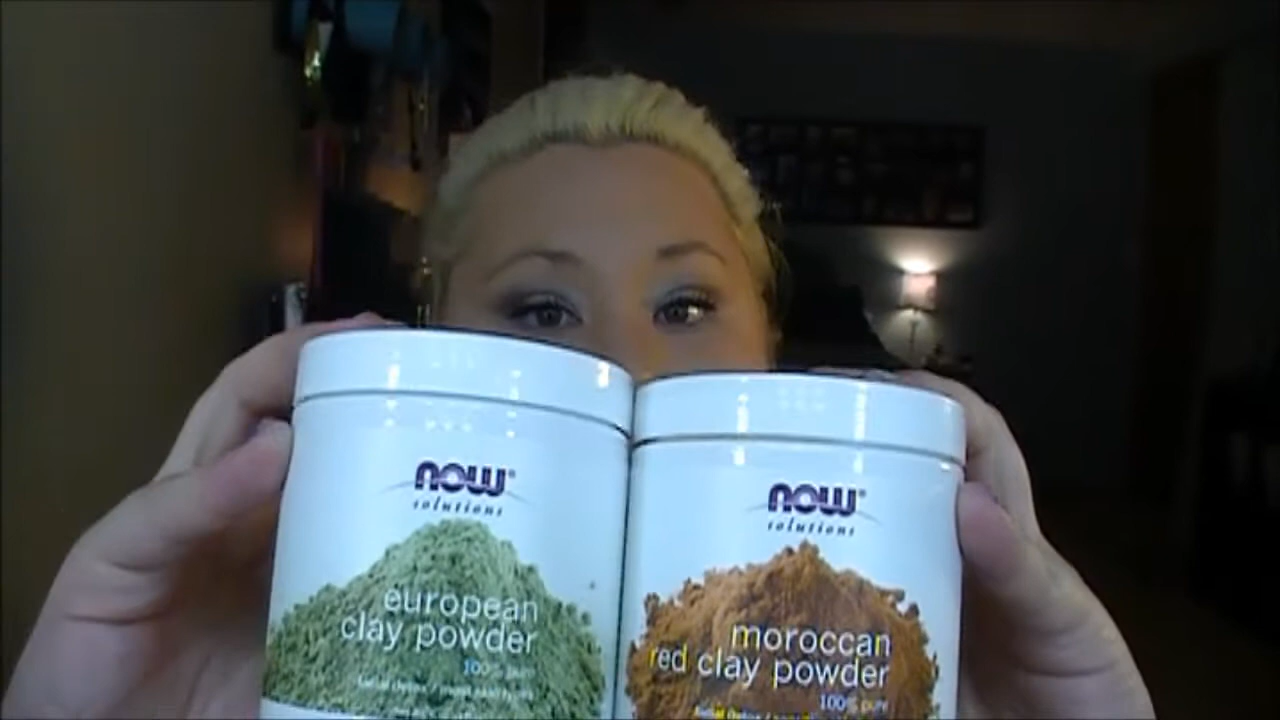 now
solutions
european
clay powder
100% pure
now
solutions
moroccan
red clay powder
100% pure